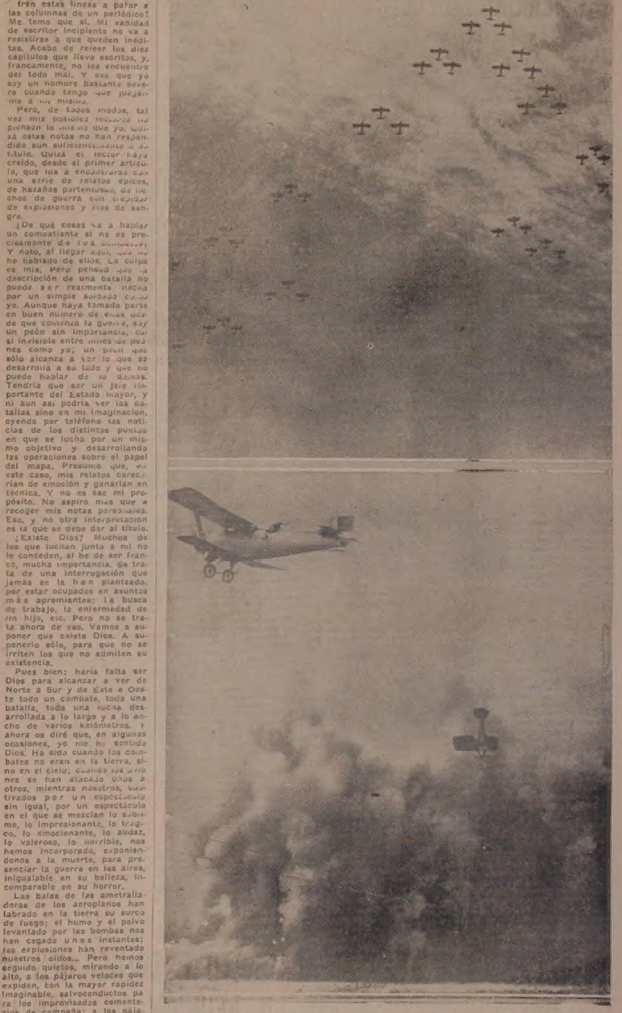 Irán estas líneas a parar a
las columnas de un periódico?
Me temo que sí. Mi vanidad
de escritor incipiente no va a
resistirse a que queden inédi-
tas. Acabo de releer los diez
capítulos que llevo escritos, y,
francamente, no los encuentro
del todo mal. Y eso que yo
soy un hombre bastante seve-
ro cuando tengo que juzgar-
me a mí mismo.
Pero, de todos modos, tal
vez mis posibles lectores no
piensen lo mismo que yo. Qui-
zá estas notas no han respon-
dido aún suficientemente a su
título. Quizá el lector haya
creído, desde el primer artícu-
lo, que iba a encontrarse con
una serie de relatos épicos,
de hazañas portentosas, de he-
chos de guerra con
de explosiones y ríos de san-
gre.
¿De qué cosas va a hablar
un combatiente si no es pre-
cisamente de los
Y noto, al llegar aquí, que no
he hablado de ellos. La culpa
es mía. Pero pensad que la
descripción de una batalla no
puede ser realmente hecha
por un simple soldado como
yo. Aunque haya tomado parte
en buen número de ellas des-
de que comenzó la guerra, soy
un peón sin importancia, ca-
si invisible entre miles de peo-
nes como yo; un peón que
sólo alcanza a ver lo que se
desarrolla a su lado y que no
puede hablar de lo demás.
Tendría que ser un jefe im-
portante del Estado Mayor, y
ni aun así podría ver las ba-
tallas sino en mi imaginación,
oyendo por teléfono las noti-
cias de los distintos puntos
en que se lucha por un mis-
mo objetivo y desarrollando
las operaciones sobre el papel
del mapa. Presumo que, en
este caso, mis relatos carece-
rían de emoción y ganarían en
técnica. Y no es ése mi pro-
pósito. No aspiro más que a
recoger mis notas personales.
Eso, y no otra interpretación
es la que se debe dar al título.
¿Existe Dios? Muchos de
los que luchan junto a mí no
le conceden, si he de ser fran-
co, mucha importancia. Se tra-
ta de una interrogación que
jamás se la han planteado,
por estar ocupados en asuntos
más apremiantes: la busca
de trabajo, la enfermedad de
un hijo, etc. Pero no se tra-
ta ahora de eso. Vamos a su-
poner que existe Dios. A su-
ponerlo sólo, para que no se
irriten los que no admiten su
existencia.
Pues bien: haría falta ser
Dios para alcanzar a ver de
Norte a Sur y de Este a Oes-
te todo un combate, toda una
batalla, toda una lucha des-
arrollada a lo largo y a lo an-
cho de varios kilómetros. Y
ahora os diré que, en algunas
ocasiones, yo me he sentido
Dios. Ha sido cuando los com-
bates no eran en la tierra, si-
no en el cielo; cuando los avio-
nes se han atacado unos a
otros, mientras nosotros, cau-
tivados por un espectáculo
sin igual, por un espectáculo
en el que se mezclan lo subli-
me, lo impresionante, lo trági-
co, lo emocionante, lo audaz,
lo valeroso, lo horrible, nos
hemos incorporado, exponién-
donos a la muerte, para pre-
senciar la guerra en los aires,
inigualable en su belleza, in-
comparable en su horror.
Las balas de las ametralla-
doras de los aeroplanos han
labrado en la tierra su surco
de fuego; el humo y el polvo
levantado por las bombas nos
han cegado unos instantes;
las explosiones han reventado
nuestros oídos... Pero hemos
seguido quietos, mirando a lo
alto, a los pájaros veloces que
expiden, con la mayor rapidez
imaginable, salvoconductos pa-
ra los improvisados cemente-
rios de campaña; a los pája-